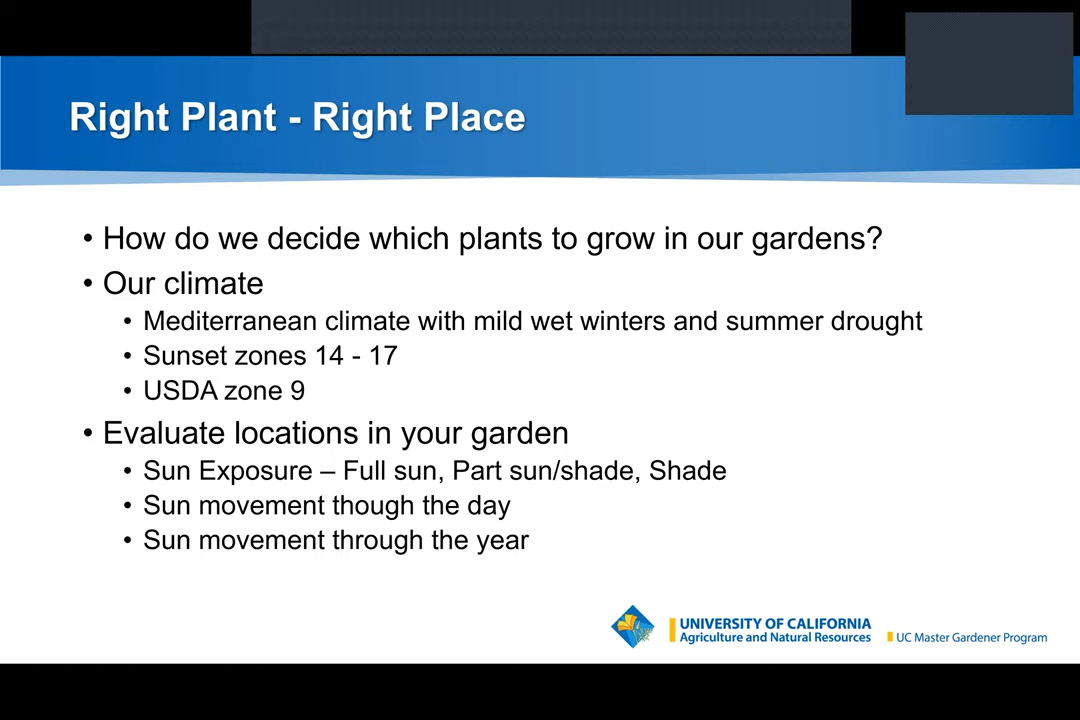 Right Plant - Right Place
• How do we decide which plants to grow in our gardens?
• Our climate
• Mediterranean climate with mild wet winters and summer drought
• Sunset zones 14 - 17
• USDA zone 9
• Evaluate locations in your garden
• Sun Exposure – Full sun, Part sun/shade, Shade
• Sun movement though the day
• Sun movement through the year
UNIVERSITY OF CALIFORNIA
Agriculture and Natural Resources
UC Master Gardener Program